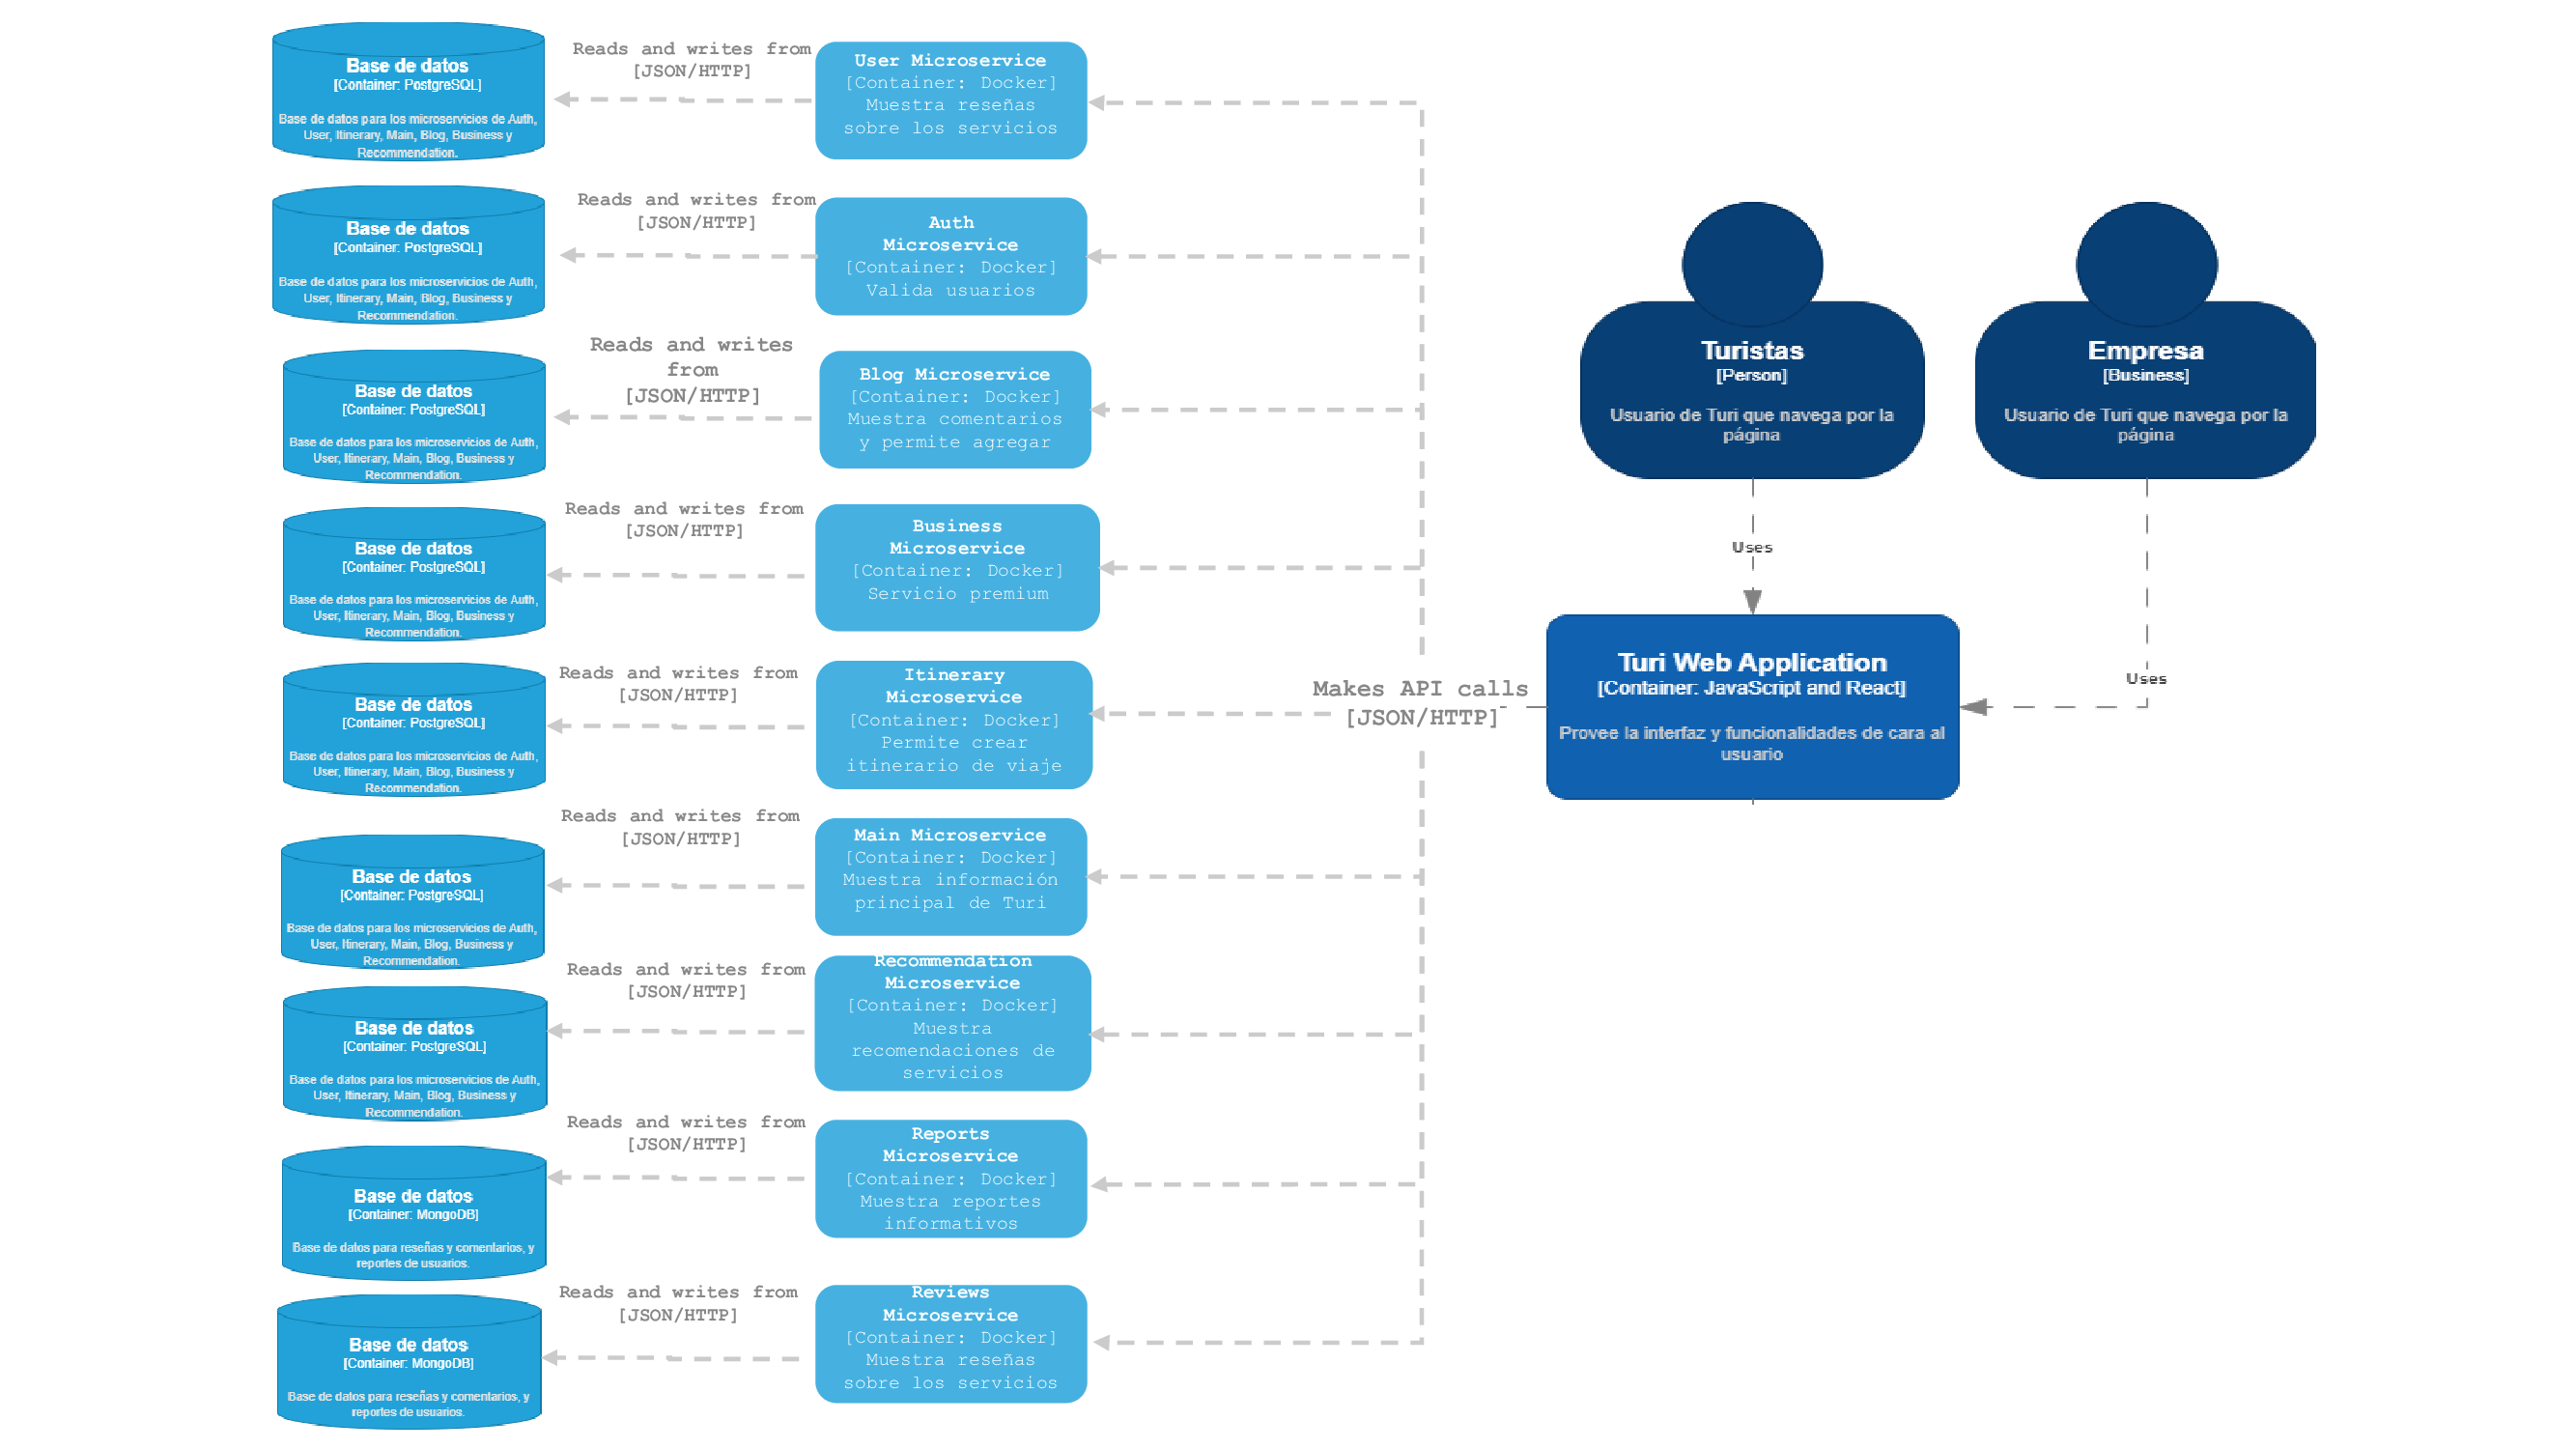 Base de datos
[Container: PostgreSQL]
Base de datos para los microservicios de Auth,
User, Itinerary, Main, Blog, Business y
Recommendation.
Reads and writes from
[JSON/HTTP]
User Microservice
[Container: Docker]
Muestra reseñas
sobre los servicios
Base de datos
[Container: PostgreSQL]
Base de datos para los microservicios de Auth,
User, Itinerary, Main, Blog, Business y
Recommendation.
Reads and writes from
[JSON/HTTP]
Auth
Microservice
[Container: Docker]
Valida usuarios
Base de datos
[Container: PostgreSQL]
Base de datos para los microservicios de Auth,
User, Itinerary, Main, Blog, Business y
Recommendation.
Reads and writes
from
[JSON/HTTP]
Blog Microservice
[Container: Docker]
Muestra comentarios
y permite agregar
Base de datos
[Container: PostgreSQL]
Base de datos para los microservicios de Auth,
User, Itinerary, Main, Blog, Business y
Recommendation.
Reads and writes from
[JSON/HTTP]
Business
Microservice
[Container: Docker]
Servicio premium
Base de datos
[Container: PostgreSQL]
Base de datos para los microservicios de Auth,
User, Itinerary, Main, Blog, Business y
Recommendation.
Reads and writes from
[JSON/HTTP]
Itinerary
Microservice
[Container: Docker]
Permite crear
itinerario de viaje
Base de datos
[Container: PostgreSQL]
Base de datos para los microservicios de Auth,
User, Itinerary, Main, Blog, Business y
Recommendation.
Reads and writes from
[JSON/HTTP]
Main Microservice
[Container: Docker]
Muestra información
principal de Turi
Base de datos
[Container: PostgreSQL]
Base de datos para los microservicios de Auth,
User, Itinerary, Main, Blog, Business y
Recommendation.
Reads and writes from
[JSON/HTTP]
Recommendation
Microservice
[Container: Docker]
Muestra
recomendaciones de
servicios
Base de datos
[Container: MongoDB]
Base de datos para reseñas y comentarios, y
reportes de usuarios.
Reads and writes from
[JSON/HTTP]
Reports
Microservice
[Container: Docker]
Muestra reportes
informativos
Base de datos
[Container: MongoDB]
Base de datos para reseñas y comentarios, y
reportes de usuarios.
Reads and writes from
[JSON/HTTP]
Reviews
Microservice
[Container: Docker]
Muestra reseñas
sobre los servicios
Makes API calls
[JSON/HTTP]
Turistas
[Person]
Usuario de Turi que navega por la
página
Uses
Empresa
[Business]
Usuario de Turi que navega por la
página
Uses
Turi Web Application
[Container: JavaScript and React]
Provee la interfaz y funcionalidades de cara al
usuario